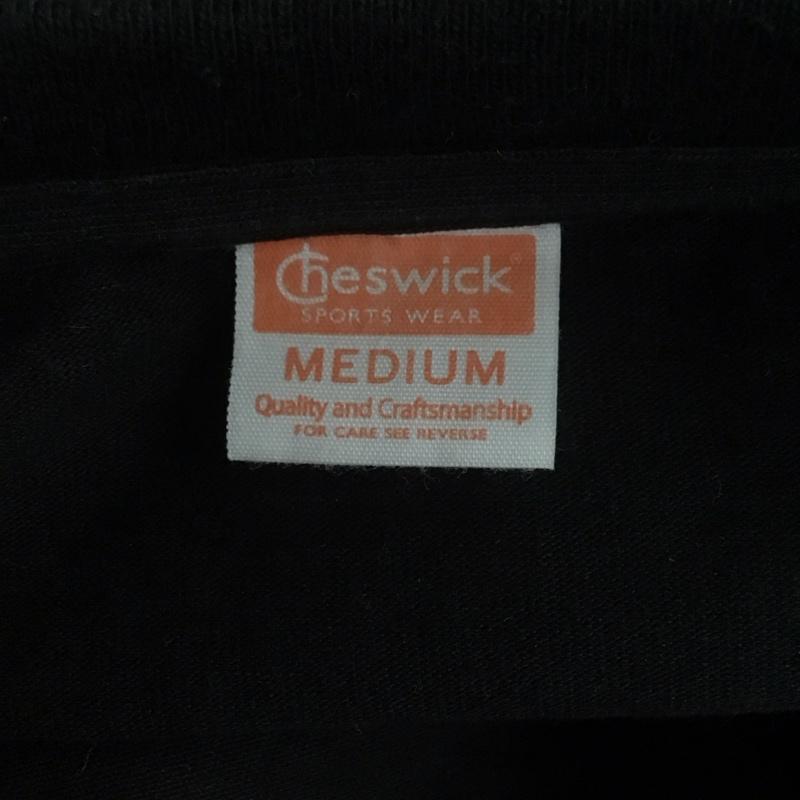 Cheswick®
SPORTS WEAR
MEDIUM
Quality and Craftsmanship
FOR CARE SEE REVERSE